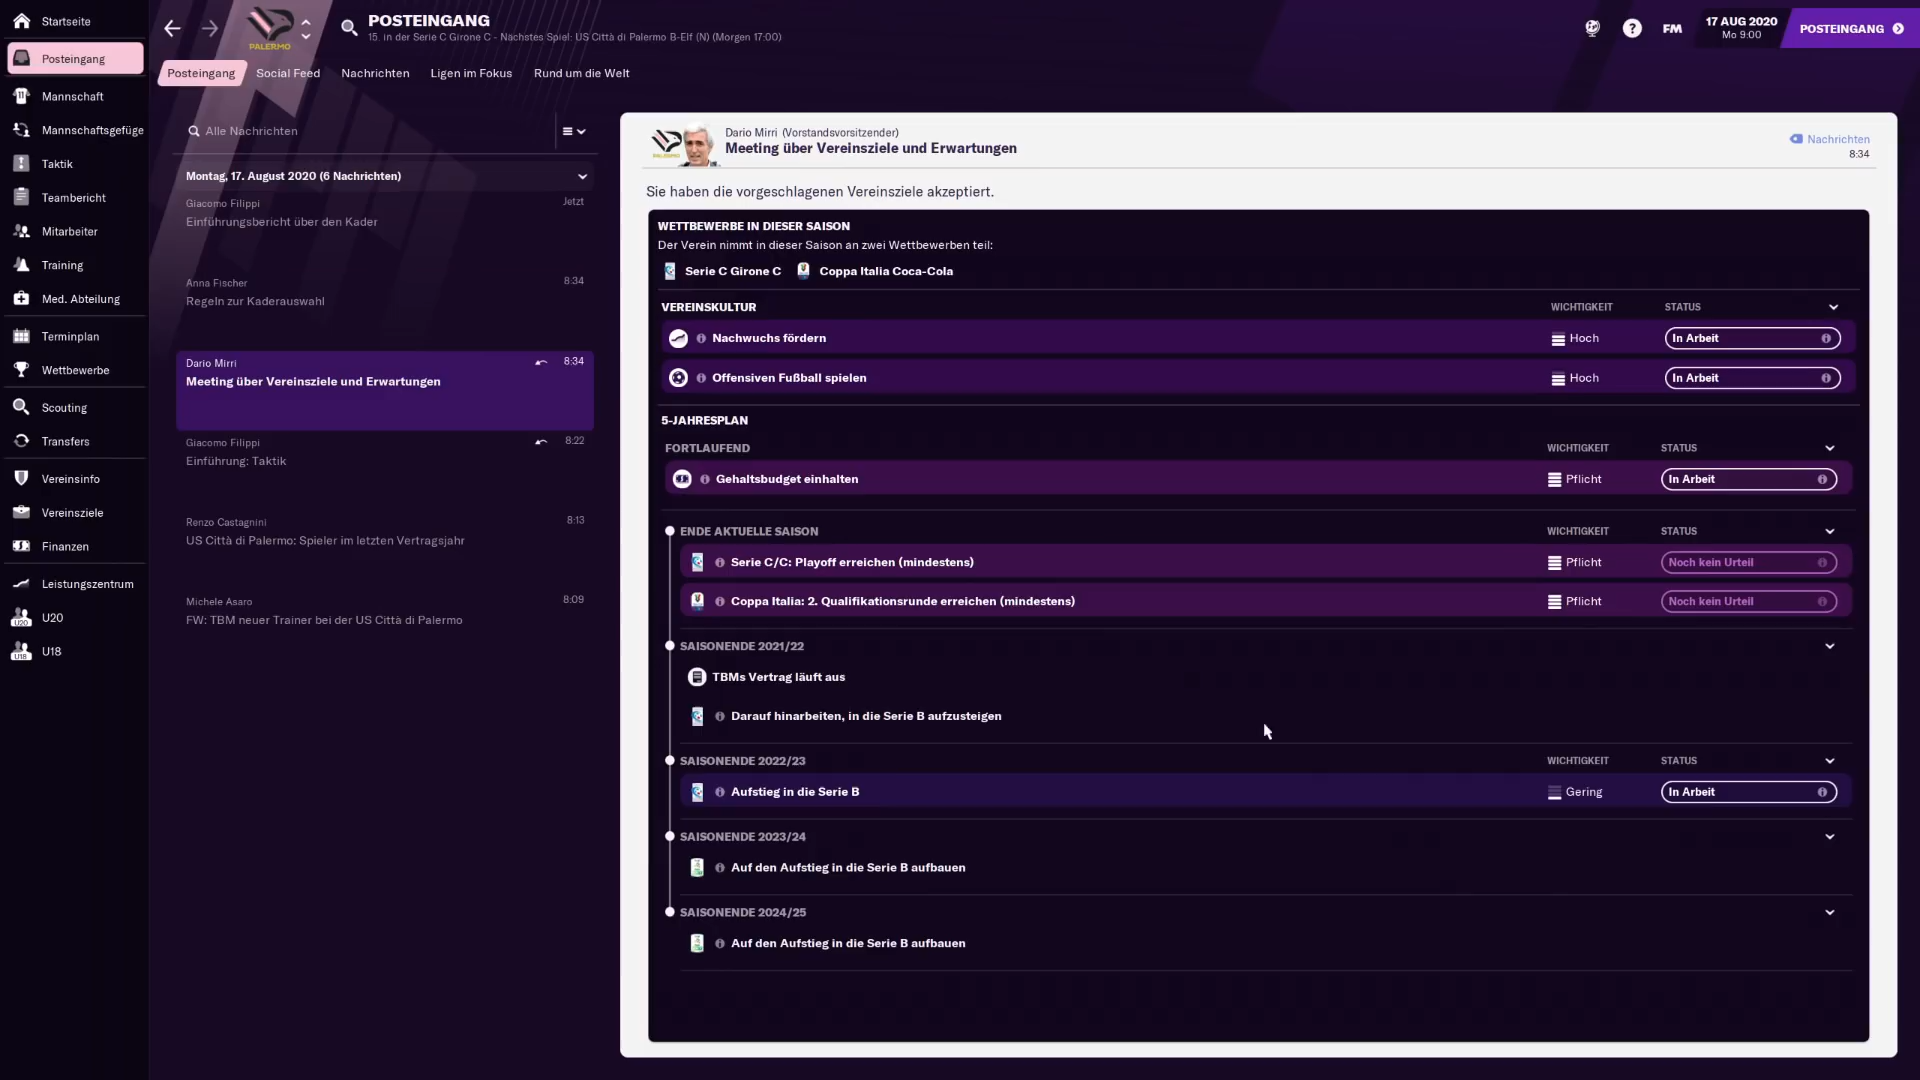 Startseite
Posteingang
Mannschaft
Mannschaftsgefüge
Taktik
Teambericht
Mitarbeiter
Training
Med. Abteilung
Terminplan
Wettbewerbe
Scouting
Transfers
Vereinsinfo
Vereinsziele
Finanzen
Leistungszentrum
U20
U20
U18
U18
PALERMO
POSTEINGANG
15. in der Serie C Girone C - Nächstes Spiel: US Città di Palermo B-Elf (N) (Morgen 17:00)
FM
17 AUG 2020
Mo 9:00
POSTEINGANG
Posteingang
Social Feed
Nachrichten
Ligen im Fokus
Rund um die Welt
Alle Nachrichten
Montag, 17. August 2020 (6 Nachrichten)
Giacomo Filippi Jetzt
Einführungsbericht über den Kader
Anna Fischer 8:34
Regeln zur Kaderauswahl
Dario Mirri 8:34
Meeting über Vereinsziele und Erwartungen
Giacomo Filippi 8:22
Einführung: Taktik
Renzo Castagnini 8:13
US Città di Palermo: Spieler im letzten Vertragsjahr
Michele Asaro 8:09
FW: TBM neuer Trainer bei der US Città di Palermo
PALERMO
Dario Mirri (Vorstandsvorsitzender)
Meeting über Vereinsziele und Erwartungen
Nachrichten
8:34
Sie haben die vorgeschlagenen Vereinsziele akzeptiert.
WETTBEWERBE IN DIESER SAISON
Der Verein nimmt in dieser Saison an zwei Wettbewerben teil:
Serie C Girone C Coppa Italia Coca-Cola
VEREINSKULTUR WICHTIGKEIT STATUS
Nachwuchs fördern Hoch In Arbeit
Offensiven Fußball spielen Hoch In Arbeit
5-JAHRESPLAN
FORTLAUFEND WICHTIGKEIT STATUS
Gehaltsbudget einhalten Pflicht In Arbeit
ENDE AKTUELLE SAISON WICHTIGKEIT STATUS
Serie C/C: Playoff erreichen (mindestens) Pflicht Noch kein Urteil
Coppa Italia: 2. Qualifikationsrunde erreichen (mindestens) Pflicht Noch kein Urteil
SAISONENDE 2021/22
TBMs Vertrag läuft aus
Darauf hinarbeiten, in die Serie B aufzusteigen
SAISONENDE 2022/23 WICHTIGKEIT STATUS
Aufstieg in die Serie B Gering In Arbeit
SAISONENDE 2023/24
Auf den Aufstieg in die Serie B aufbauen
SAISONENDE 2024/25
Auf den Aufstieg in die Serie B aufbauen